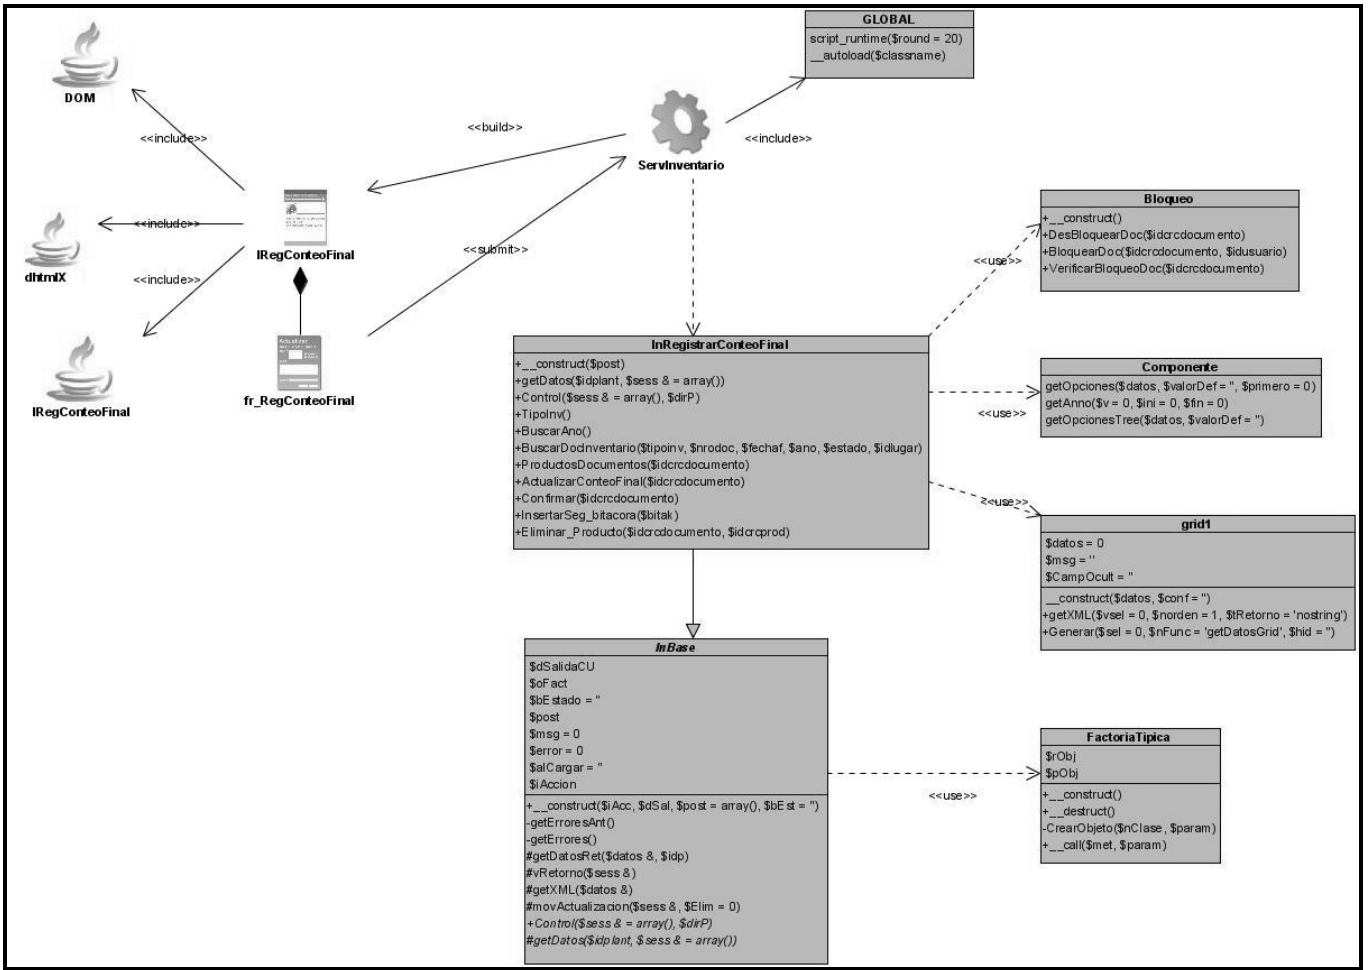 GLOBAL
script_runtime($round = 20)
__autoload($classname)
DOM
<<include>>
<<build>>
<<include>>
ServInventario
<<include>>
IRegConteoFinal
<<submit>>
dhtmlX
<<include>>
IRegConteoFinal
fr_RegConteoFinal
Bloqueo
+__construct()
+DesBloquearDoc($idcrcdocumento)
+BloquearDoc($idcrcdocumento, $idusuario)
+VerificarBloqueoDoc($idcrcdocumento)
<<use>>
InRegistrarConteoFinal
+__construct($post)
+getDatos($idplant, $sess & = array())
+Control($sess & = array(), $dirP)
+TipoInv()
+BuscarAno()
+BuscarDocInventario($tipoinv, $nrodoc, $fechaf, $ano, $estado, $idlugar)
+ProductosDocumentos($idcrcdocumento)
+ActualizarConteoFinal($idcrcdocumento)
+Confirmar($idcrcdocumento)
+InsertarSeg_bitacora($bitak)
+Eliminar_Producto($idcrcdocumento, $idcrcprod)
Componente
getOpciones($datos, $valorDef = '', $primero = 0)
getAnno($v = 0, $ini = 0, $fin = 0)
getOpcionesTree($datos, $valorDef = '')
<<use>>
<<use>>
grid1
$datos = 0
$msg = ''
$CampOcult = ''
__construct($datos, $conf = '')
+getXML($vsel = 0, $norden = 1, $tRetorno = 'nostring')
+Generar($sel = 0, $nFunc = 'getDatosGrid', $hid = '')
InBase
$dSalidaCU
$oFact
$bEstado = ''
$post
$msg = 0
$error = 0
$alCargar = ''
$iAccion
+__construct($iAcc, $dSal, $post = array(), $bEst = '')
-getErroresAnt()
-getErrores()
#getDatosRet($datos &, $idp)
#vRetorno($sess &)
#getXML($datos &)
#movActualizacion($sess &, $Elim = 0)
+Control($sess & = array(), $dirP)
#getDatos($idplant, $sess & = array())
<<use>>
FactoriaTipica
$rObj
$pObj
+__construct()
+__destruct()
-CrearObjeto($nClase, $param)
+__call($met, $param)